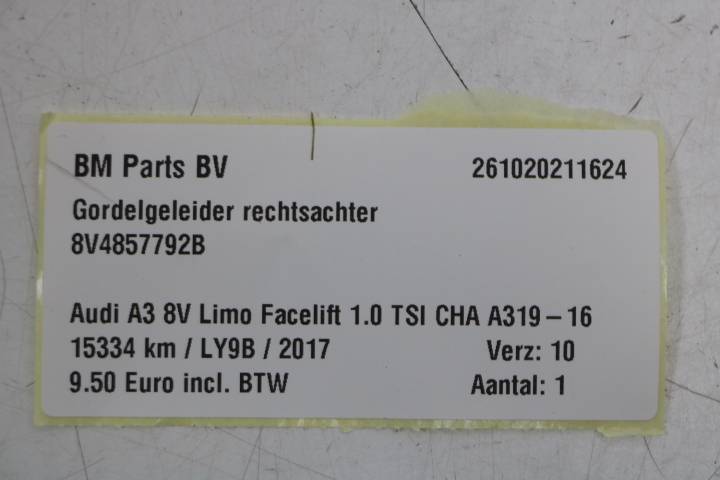 BM Parts BV 261020211624
Gordelgeleider rechtsachter
8V4857792B
Audi A3 8V Limo Facelift 1.0 TSI CHA A319-16
15334 km / LY9B / 2017 Verz: 10
9.50 Euro incl. BTW Aantal: 1